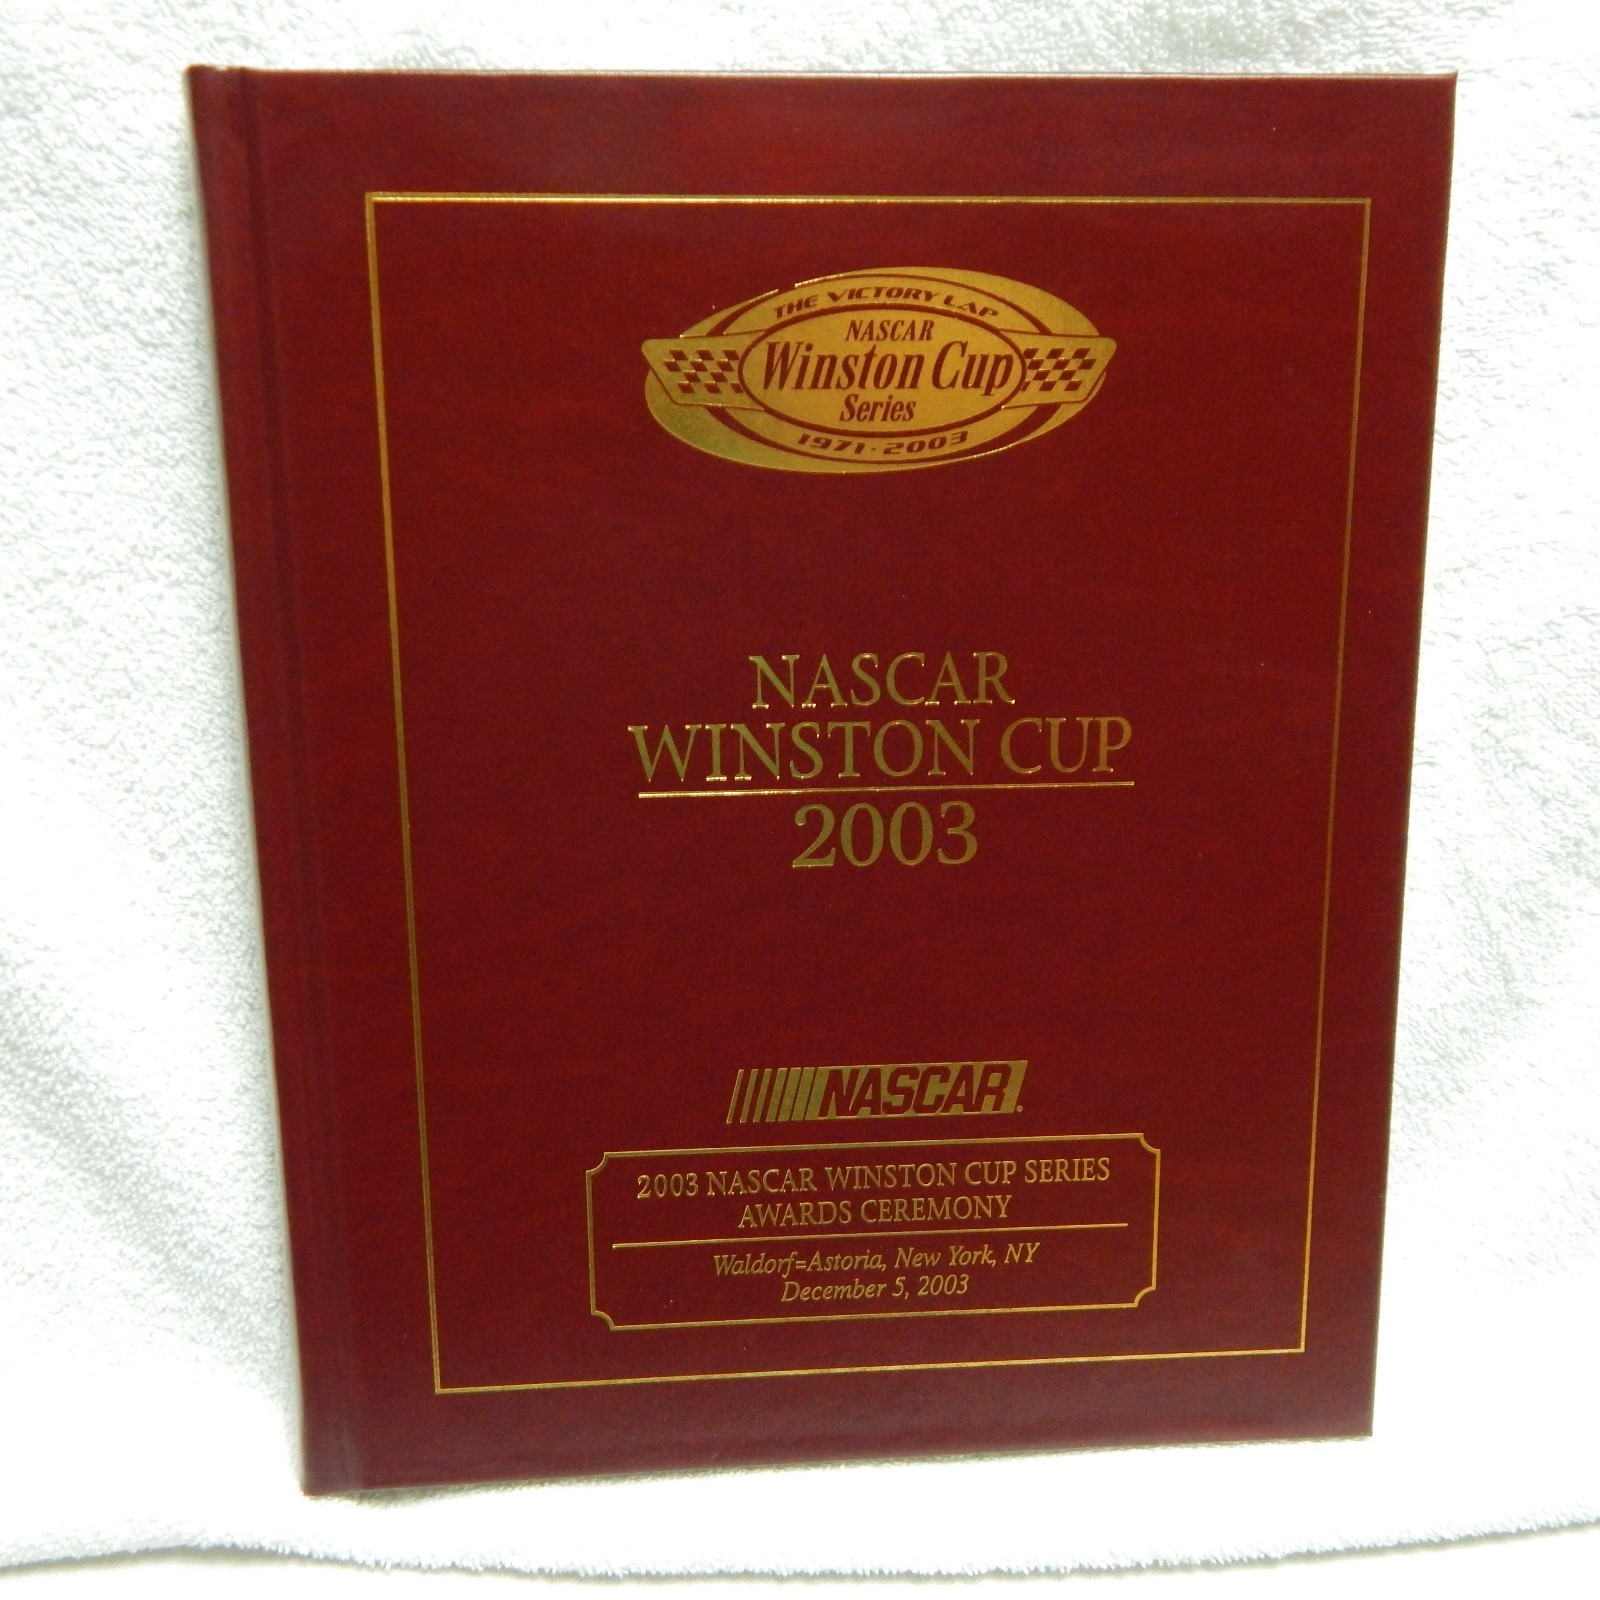 THE VICTORY LAP
NASCAR
Winston Cup
Series
1971-2003
NASCAR
WINSTON CUP
2003
NASCAR.
2003 NASCAR WINSTON CUP SERIES
AWARDS CEREMONY
Waldorf=Astoria, New York, NY
December 5, 2003